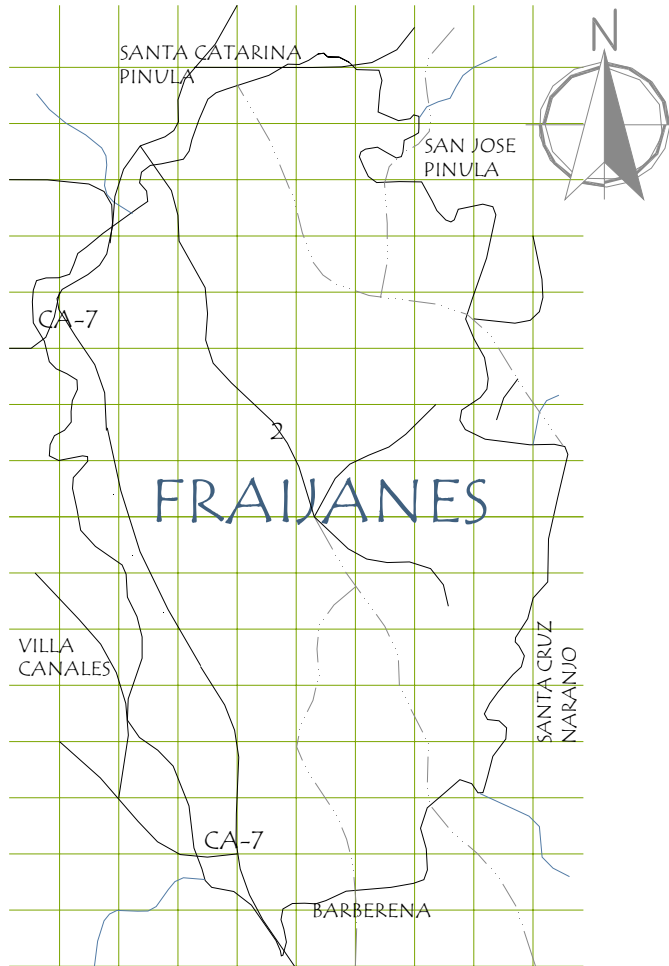 N
SANTA CATARINA
PINULA
SAN JOSE
PINULA
CA-7
2
FRAIJANES
VILLA
CANALES
SANTA CRUZ
NARANJO
CA-7
BARBERENA